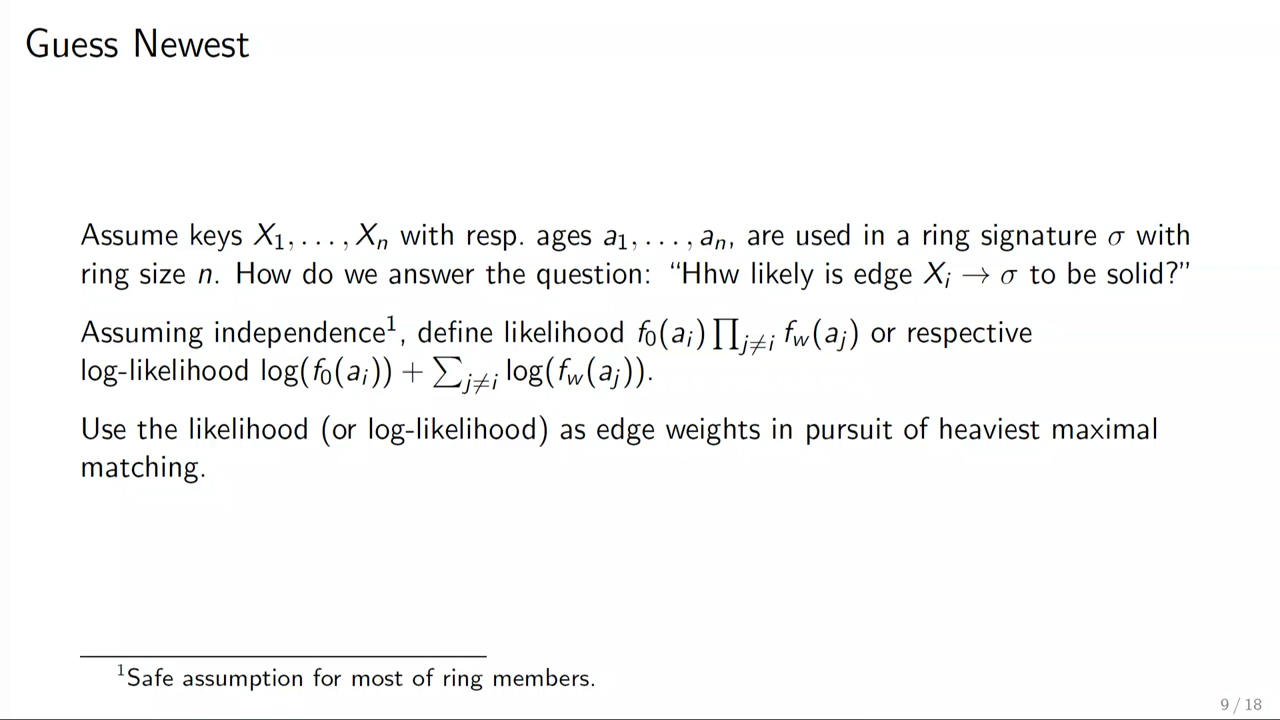 Guess Newest
Assume keys X₁, . . . , Xₙ with resp. ages a₁, . . . , aₙ, are used in a ring signature σ with
ring size n. How do we answer the question: “Hhw likely is edge Xᵢ → σ to be solid?”
Assuming independence¹, define likelihood f₀(aᵢ) ∏_{j≠i} f_w(aⱼ) or respective
log-likelihood log(f₀(aᵢ)) + ∑_{j≠i} log(f_w(aⱼ)).
Use the likelihood (or log-likelihood) as edge weights in pursuit of heaviest maximal
matching.
¹Safe assumption for most of ring members.
9 / 18